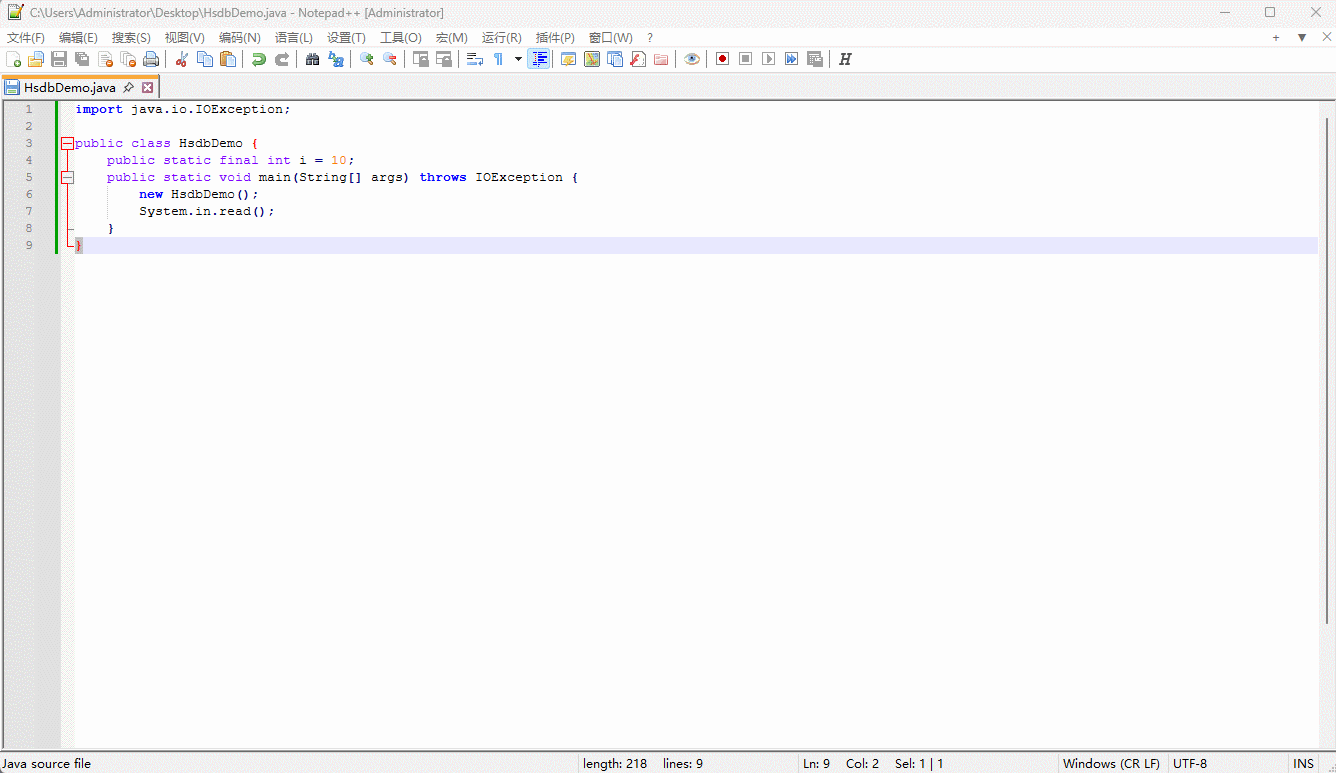 C:\Users\Administrator\Desktop\HsdbDemo.java - Notepad++ [Administrator]
文件(F) 编辑(E) 搜索(S) 视图(V) 编码(N) 语言(L) 设置(T) 工具(O) 宏(M) 运行(R) 插件(P) 窗口(W) ?
HsdbDemo.java
1 import java.io.IOException;
2
3 public class HsdbDemo {
4 public static final int i = 10;
5 public static void main(String[] args) throws IOException {
6 new HsdbDemo();
7 System.in.read();
8 }
9 }
Java source file length: 218 lines: 9 Ln: 9 Col: 2 Sel: 1 | 1 Windows (CR LF) UTF-8 INS